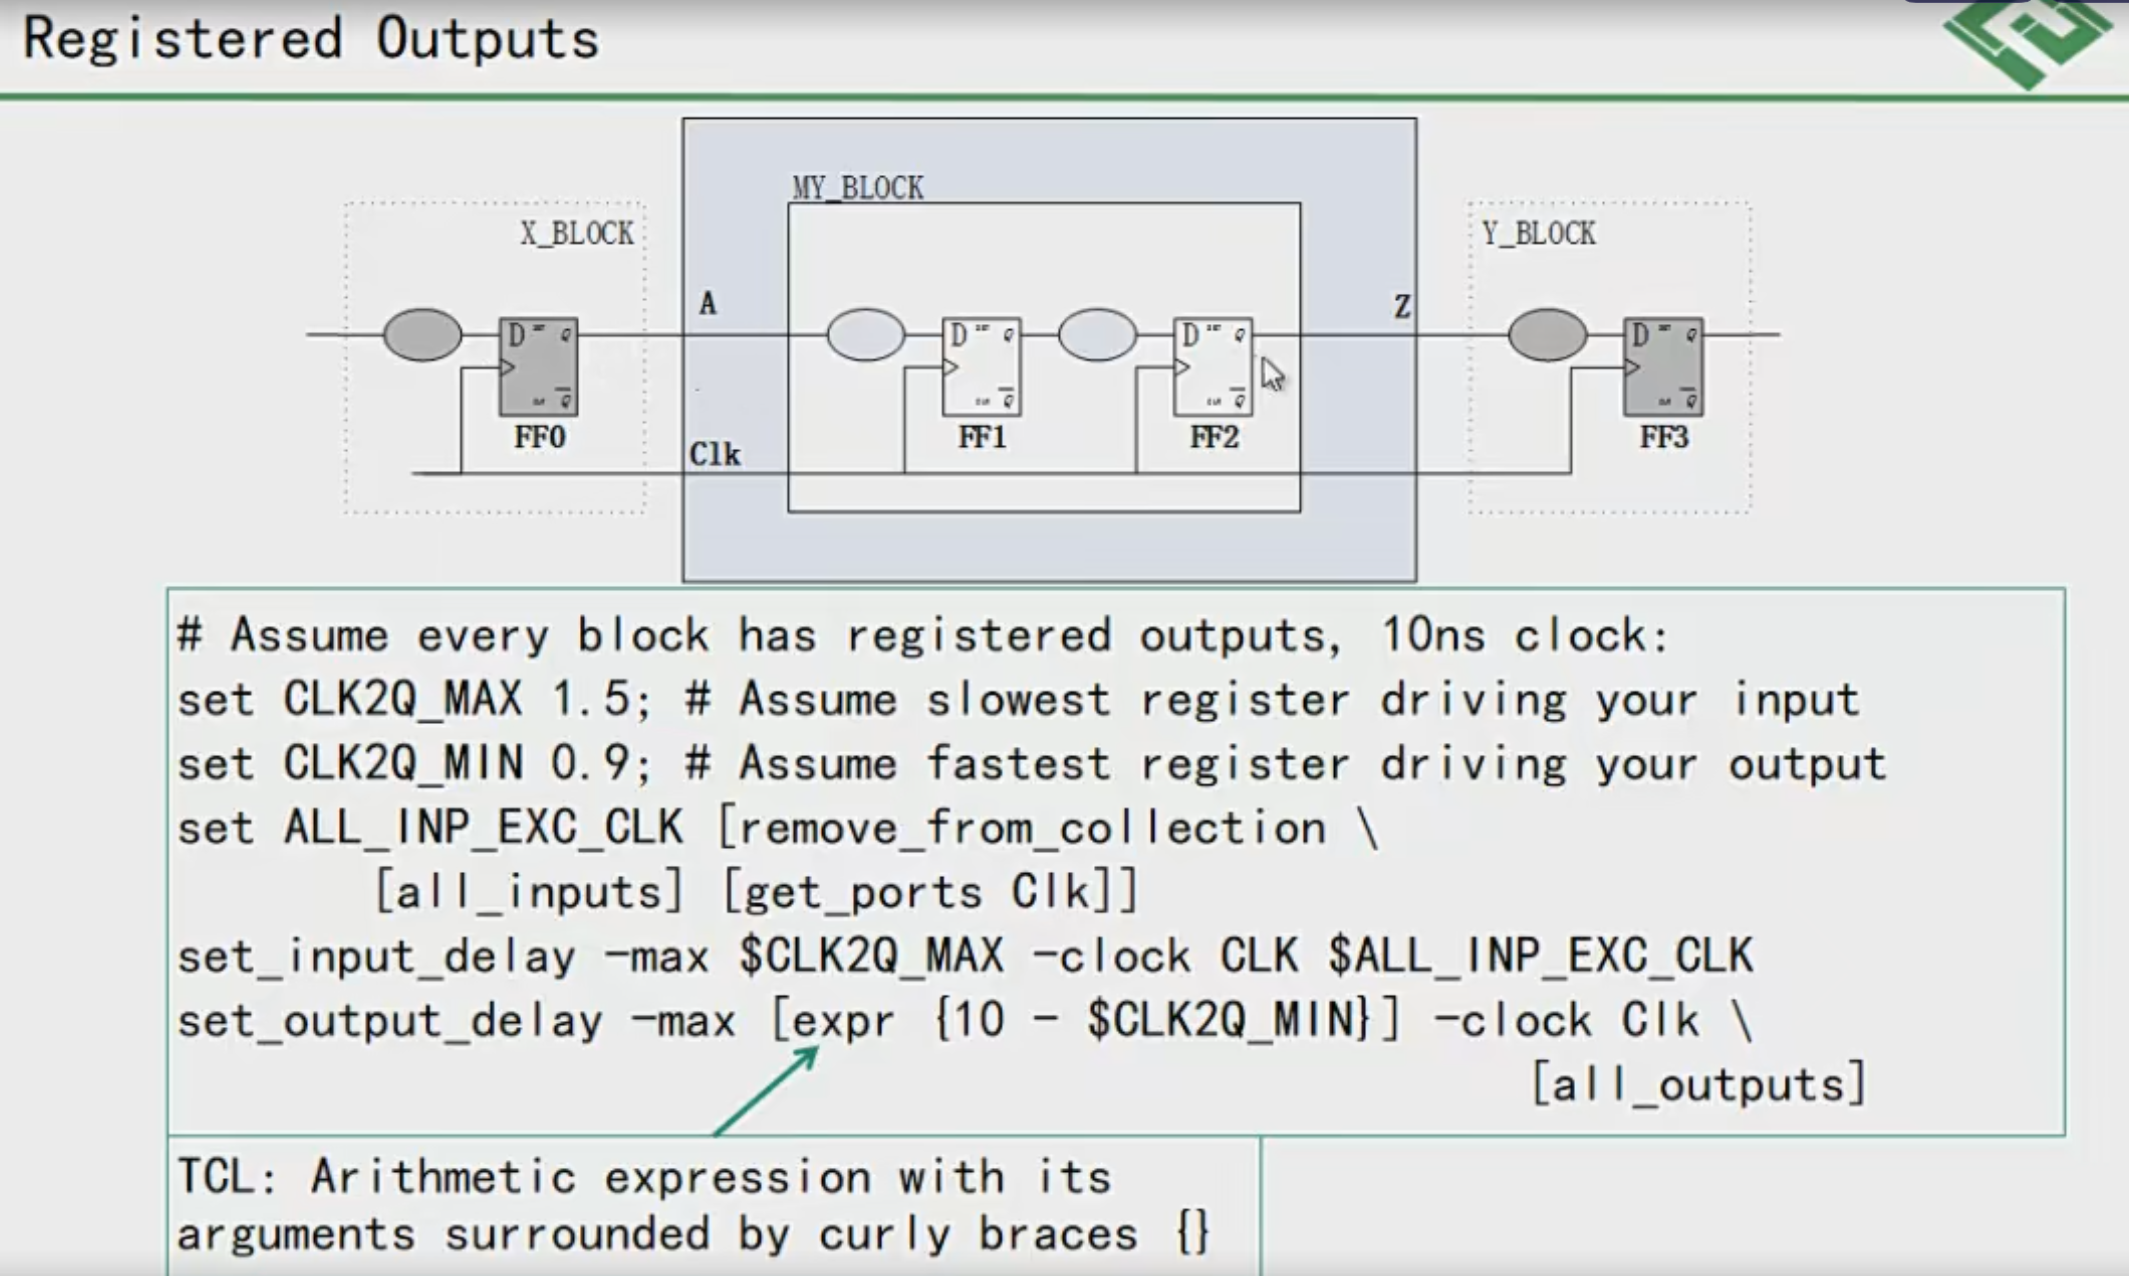 Registered Outputs
MY_BLOCK
X_BLOCK
Y_BLOCK
A
Z
D Q
D Q
D Q
D Q
Q
Q
Q
Q
FF0
FF1
FF2
FF3
Clk
# Assume every block has registered outputs, 10ns clock:
set CLK2Q_MAX 1.5; # Assume slowest register driving your input
set CLK2Q_MIN 0.9; # Assume fastest register driving your output
set ALL_INP_EXC_CLK [remove_from_collection \
[all_inputs] [get_ports Clk]]
set_input_delay -max $CLK2Q_MAX -clock CLK $ALL_INP_EXC_CLK
set_output_delay -max [expr {10 - $CLK2Q_MIN}] -clock Clk \
[all_outputs]
TCL: Arithmetic expression with its
arguments surrounded by curly braces {}